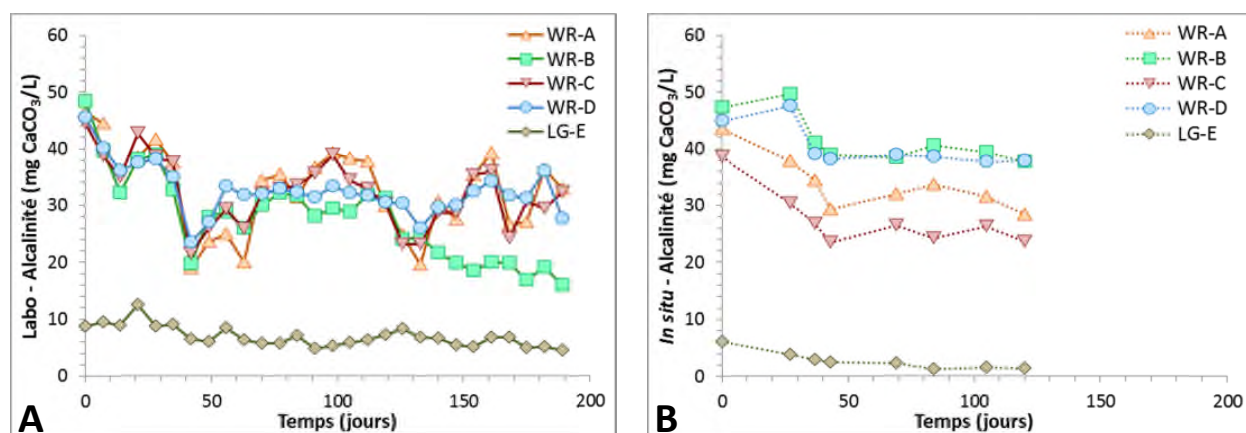 Labo - Alcalinité (mg CaCO₃/L)
60
50
40
30
20
10
0
0 50 100 150 200
Temps (jours)
WR-A
WR-B
WR-C
WR-D
LG-E
A
In situ - Alcalinité (mg CaCO₃/L)
60
50
40
30
20
10
0
0 50 100 150 200
Temps (jours)
WR-A
WR-B
WR-C
WR-D
LG-E
B